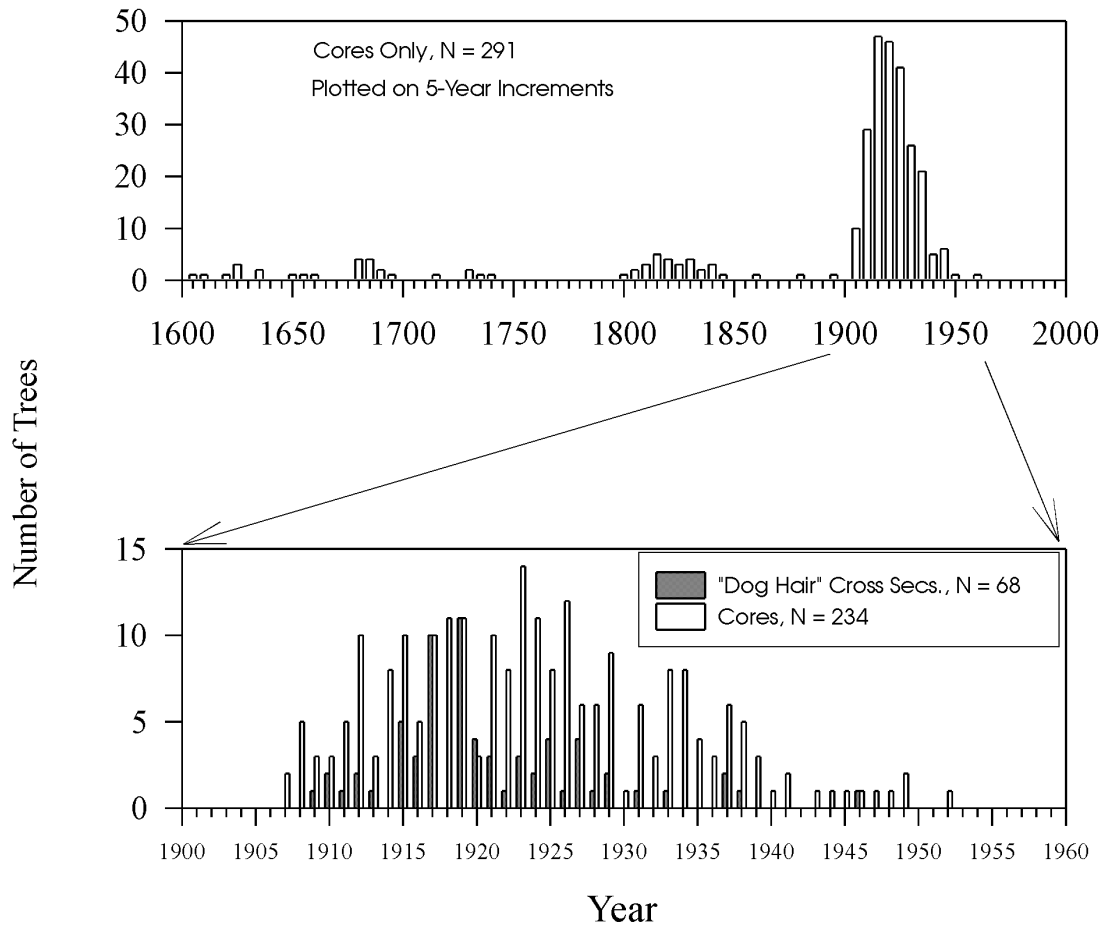 50
Cores Only, N = 291
40
Plotted on 5-Year Increments
30
20
10
0
1600 1650 1700 1750 1800 1850 1900 1950 2000
Number of Trees
15
"Dog Hair" Cross Secs., N = 68
Cores, N = 234
10
5
0
1900 1905 1910 1915 1920 1925 1930 1935 1940 1945 1950 1955 1960
Year